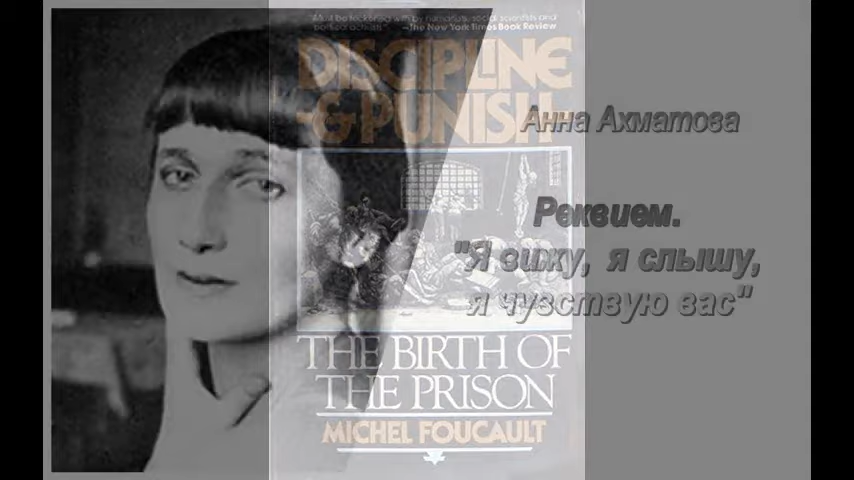 "Must be reckoned with by humanists, social scientists and
political activists." —The New York Times Book Review
DISCIPLINE
&PUNISH
Анна Ахматова
Реквием.
"Я вижу, я слышу,
я чувствую вас"
THE BIRTH OF
THE PRISON
MICHEL FOUCAULT